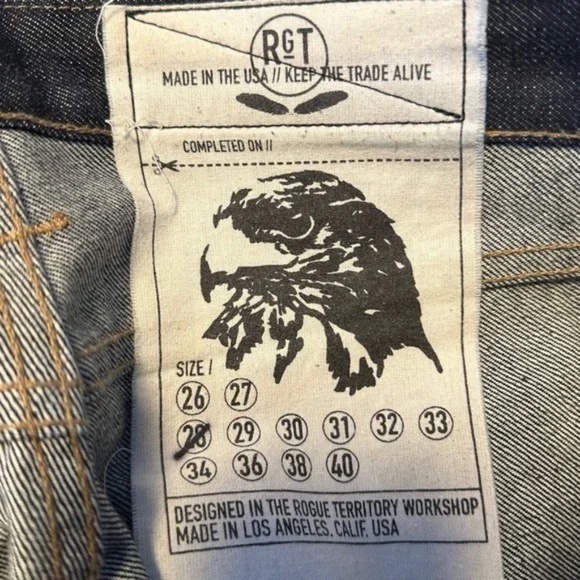 RGT
MADE IN THE USA // KEEP THE TRADE ALIVE
COMPLETED ON //
SIZE /
26 27
28 29 30 31 32 33
34 36 38 40
DESIGNED IN THE ROGUE TERRITORY WORKSHOP
MADE IN LOS ANGELES. CALIF. USA